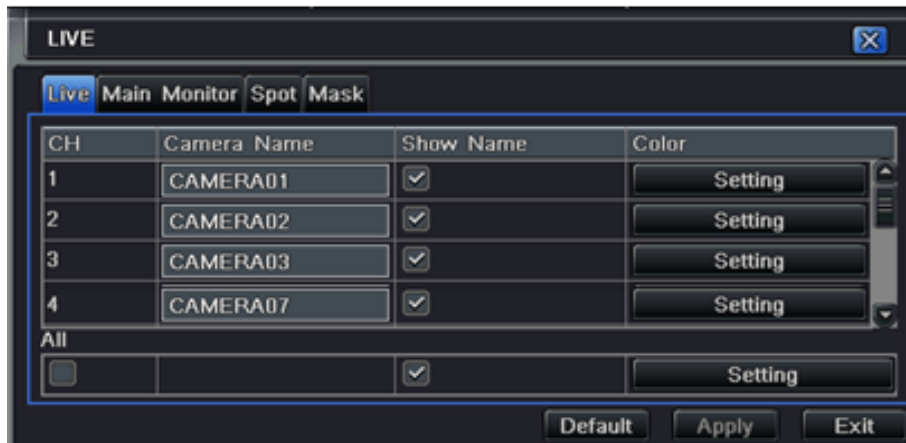 LIVE
Live Main Monitor Spot Mask
CH Camera Name Show Name Color
1 CAMERA01 Setting
2 CAMERA02 Setting
3 CAMERA03 Setting
4 CAMERA07 Setting
All
Setting
Default Apply Exit